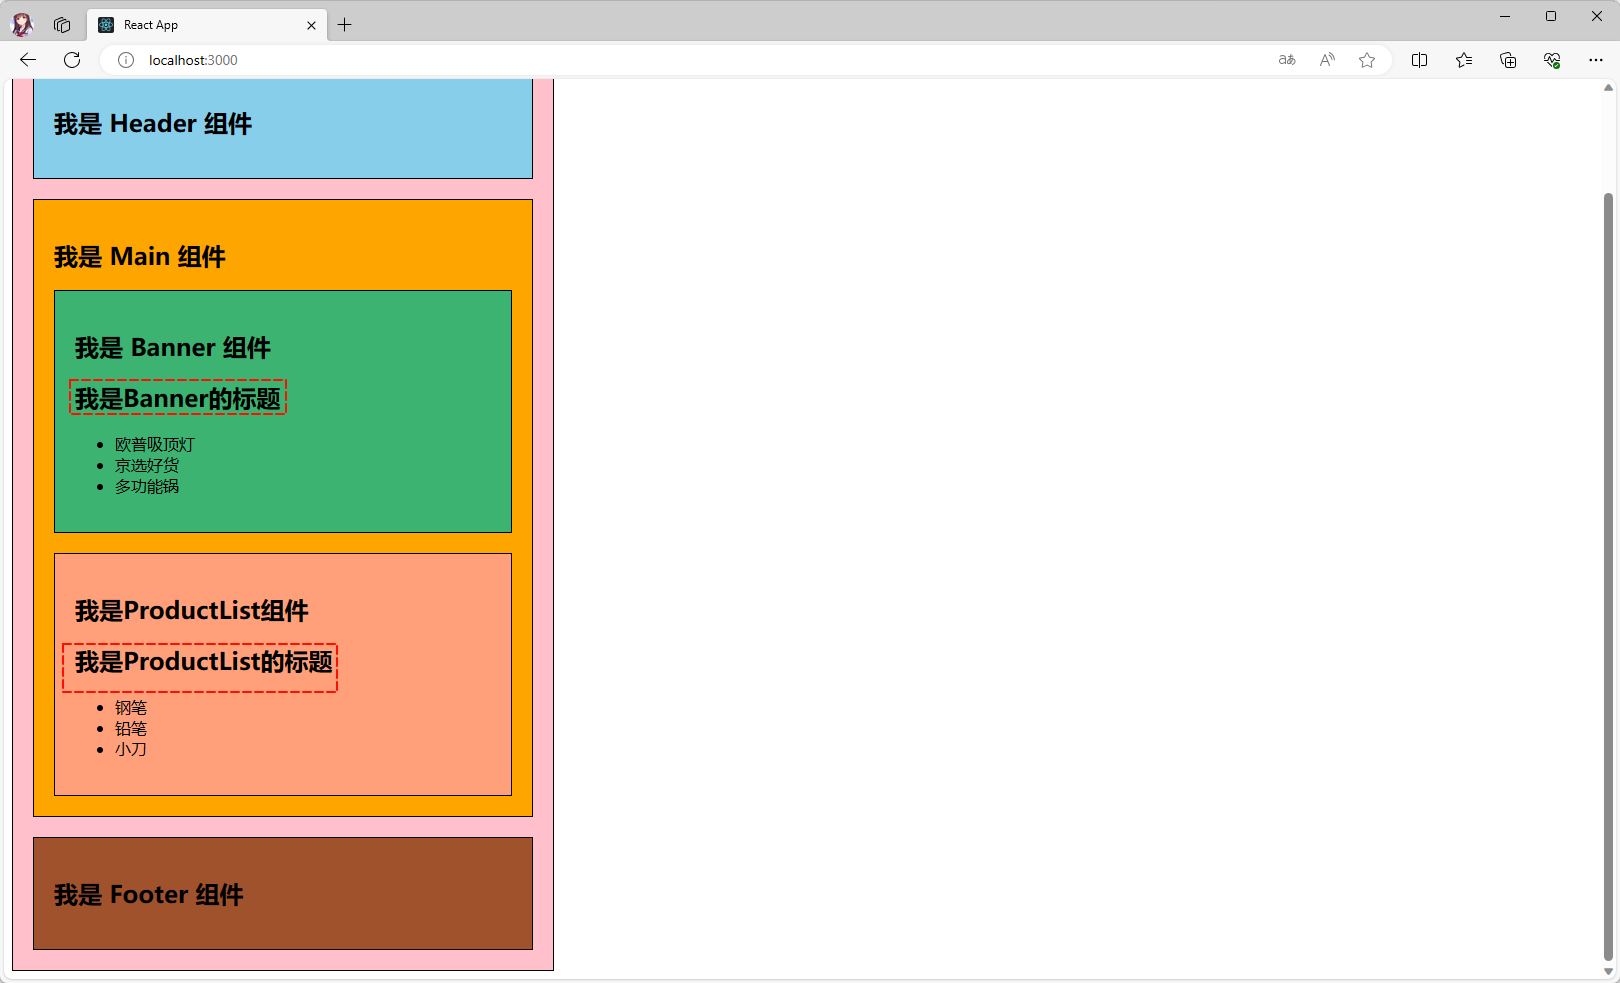 React App
localhost:3000
我是 Header 组件
我是 Main 组件
我是 Banner 组件
我是Banner的标题
欧普吸顶灯
京选好货
多功能锅
我是ProductList组件
我是ProductList的标题
钢笔
铅笔
小刀
我是 Footer 组件